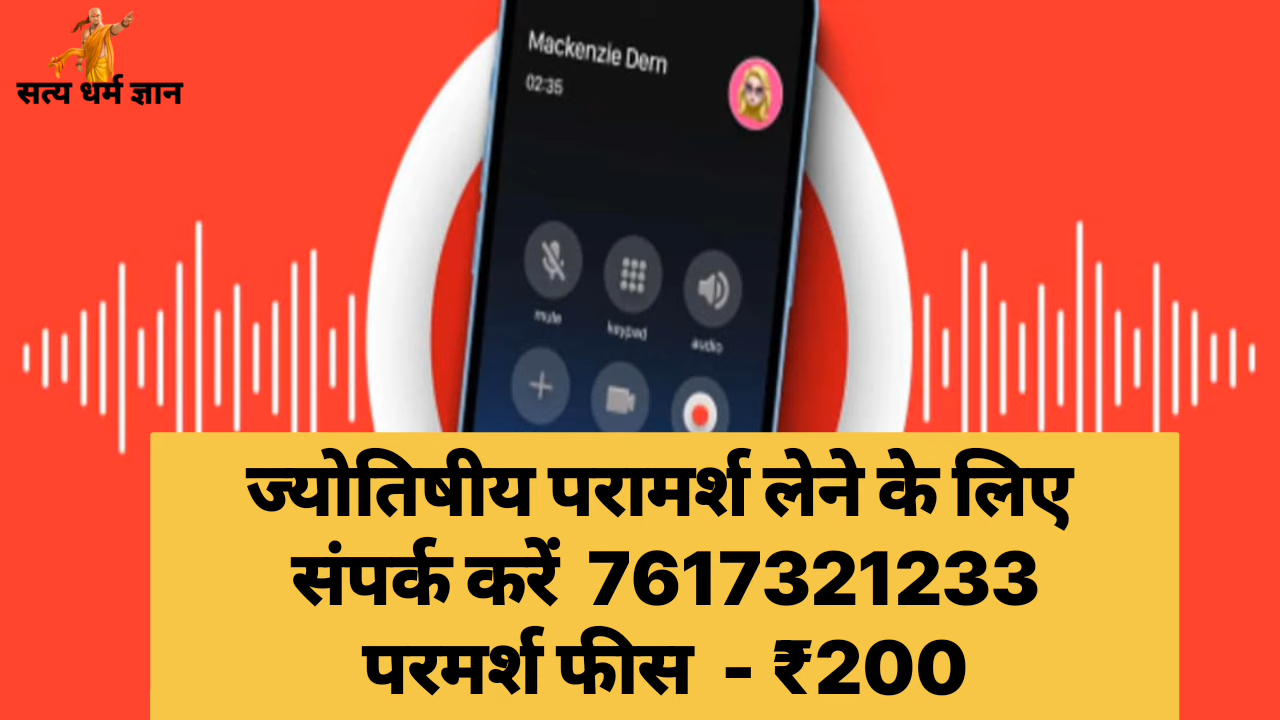 सत्य धर्म ज्ञान
Mackenzie Dern
02:35
mute keypad audio
ज्योतिषीय परामर्श लेने के लिए
संपर्क करें 7617321233
परमर्श फीस - ₹200